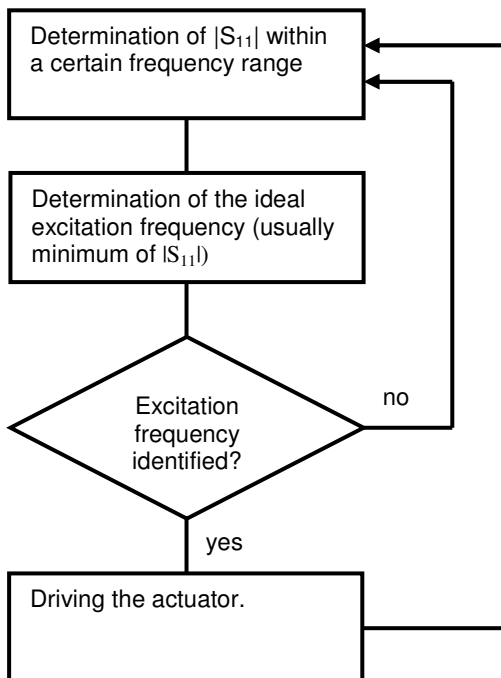 Determination of |S₁₁| within
a certain frequency range
Determination of the ideal
excitation frequency (usually
minimum of |S₁₁|)
Excitation
frequency
identified?
no
yes
Driving the actuator.